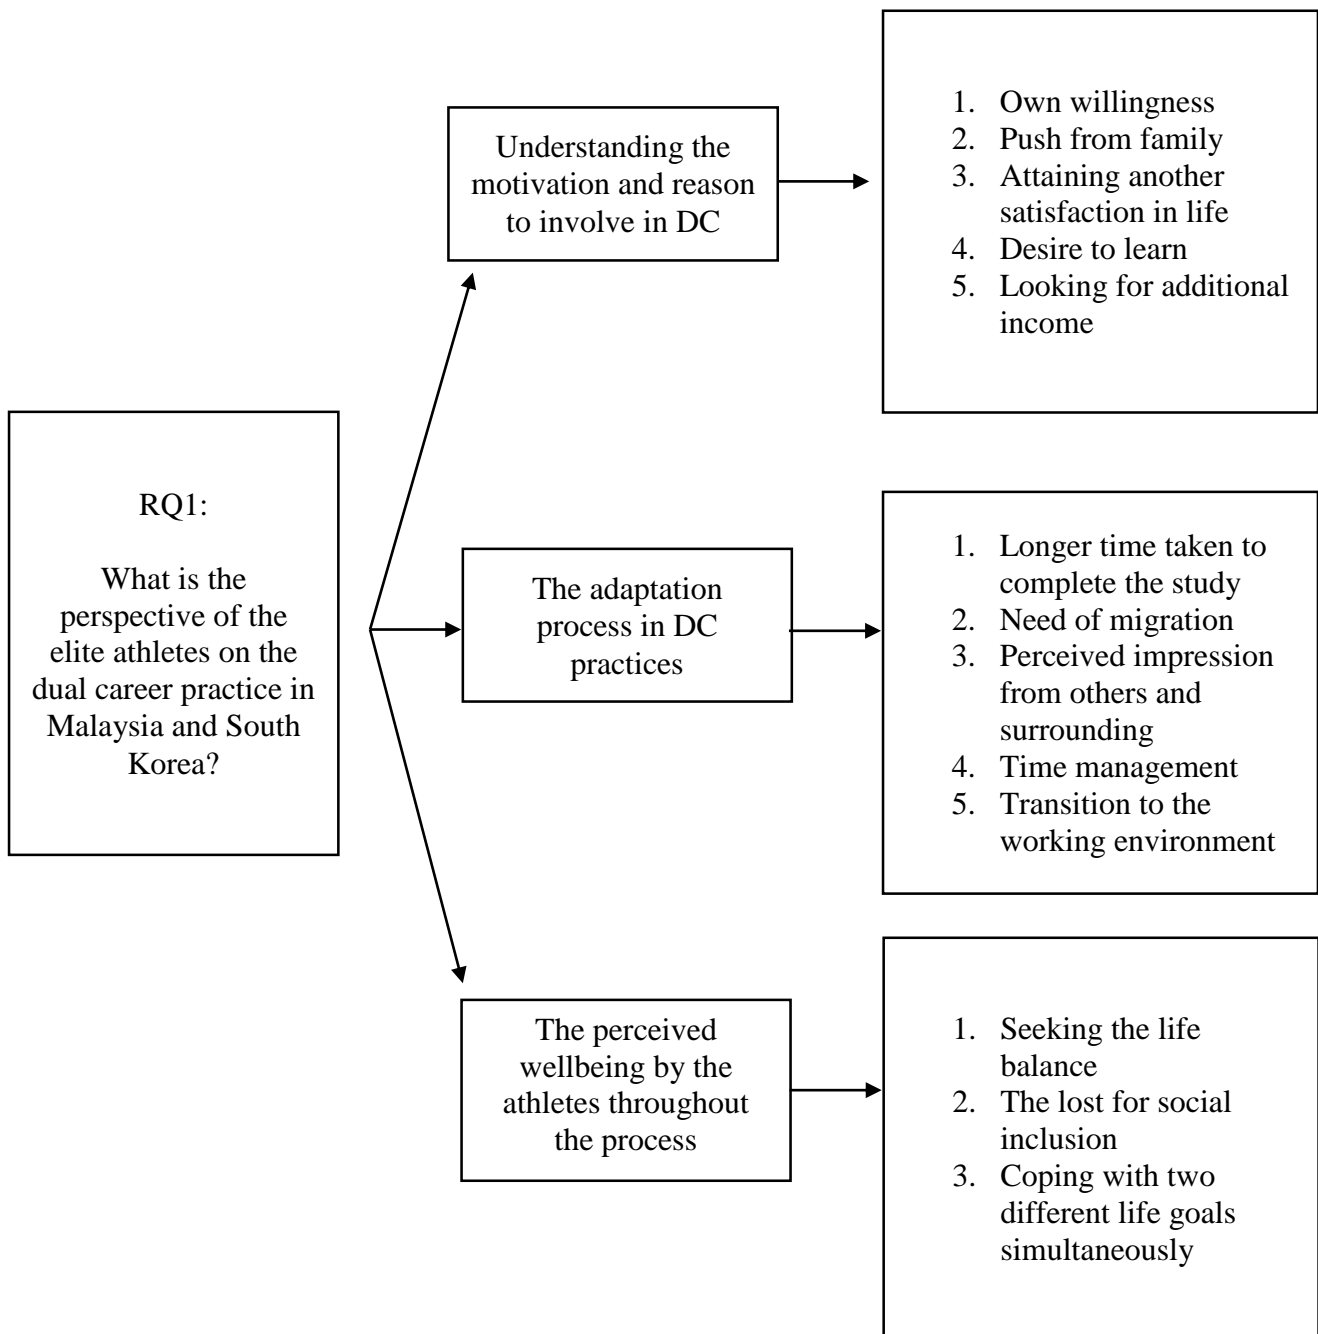 RQ1:
What is the
perspective of the
elite athletes on the
dual career practice in
Malaysia and South
Korea?
Understanding the
motivation and reason
to involve in DC
1. Own willingness
2. Push from family
3. Attaining another
satisfaction in life
4. Desire to learn
5. Looking for additional
income
The adaptation
process in DC
practices
1. Longer time taken to
complete the study
2. Need of migration
3. Perceived impression
from others and
surrounding
4. Time management
5. Transition to the
working environment
The perceived
wellbeing by the
athletes throughout
the process
1. Seeking the life
balance
2. The lost for social
inclusion
3. Coping with two
different life goals
simultaneously